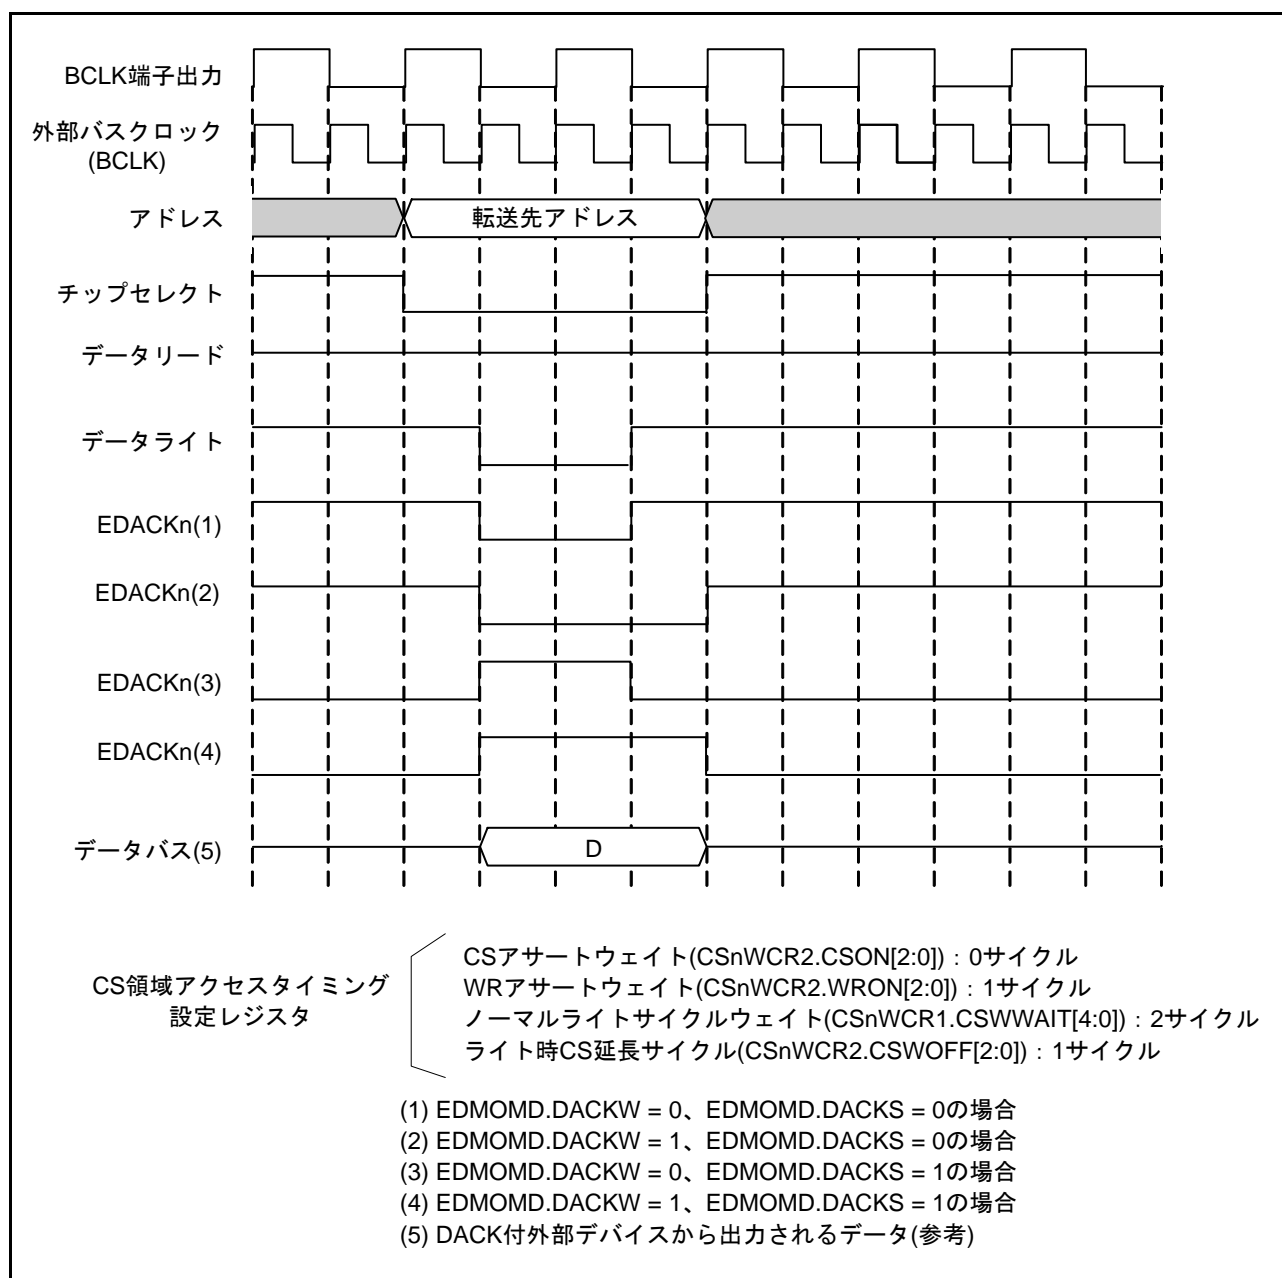 BCLK端子出力
外部バスクロック
(BCLK)
アドレス
転送先アドレス
チップセレクト
データリード
データライト
EDACKn(1)
EDACKn(2)
EDACKn(3)
EDACKn(4)
データバス(5)
D
CS領域アクセスタイミング
設定レジスタ
CSアサートウェイト(CSnWCR2.CSON[2:0]):0サイクル
WRアサートウェイト(CSnWCR2.WRON[2:0]):1サイクル
ノーマルライトサイクルウェイト(CSnWCR1.CSWWAIT[4:0]):2サイクル
ライト時CS延長サイクル(CSnWCR2.CSWOFF[2:0]):1サイクル
(1) EDMOMD.DACKW = 0、EDMOMD.DACKS = 0の場合
(2) EDMOMD.DACKW = 1、EDMOMD.DACKS = 0の場合
(3) EDMOMD.DACKW = 0、EDMOMD.DACKS = 1の場合
(4) EDMOMD.DACKW = 1、EDMOMD.DACKS = 1の場合
(5) DACK付外部デバイスから出力されるデータ(参考)